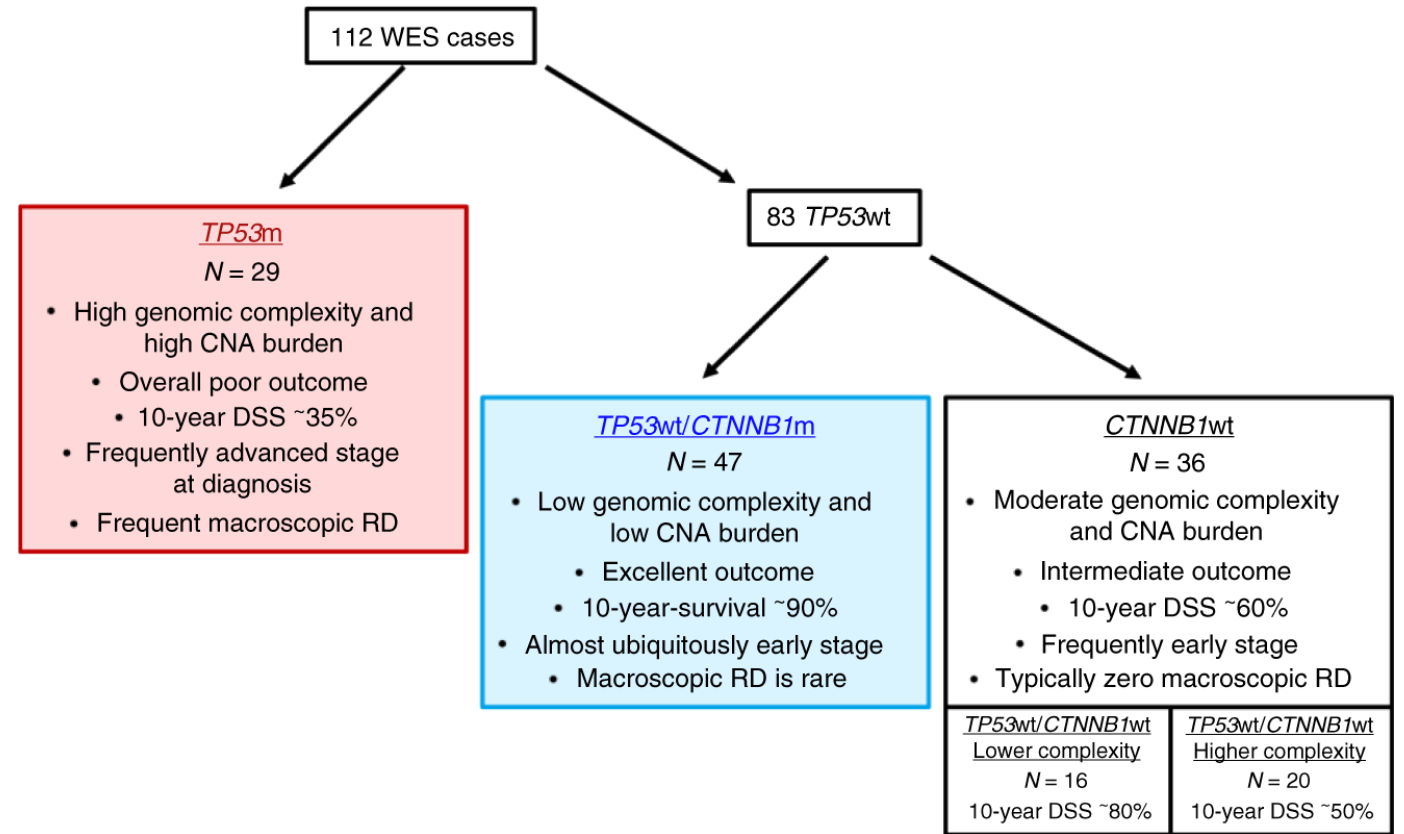 112 WES cases
83 TP53wt
TP53m
N = 29
• High genomic complexity and
high CNA burden
• Overall poor outcome
• 10-year DSS ~35%
• Frequently advanced stage
at diagnosis
• Frequent macroscopic RD
TP53wt/CTNNB1m
N = 47
• Low genomic complexity and
low CNA burden
• Excellent outcome
• 10-year-survival ~90%
• Almost ubiquitously early stage
• Macroscopic RD is rare
CTNNB1wt
N = 36
• Moderate genomic complexity
and CNA burden
• Intermediate outcome
• 10-year DSS ~60%
• Frequently early stage
• Typically zero macroscopic RD
TP53wt/CTNNB1wt
Lower complexity
N = 16
10-year DSS ~80%
TP53wt/CTNNB1wt
Higher complexity
N = 20
10-year DSS ~50%